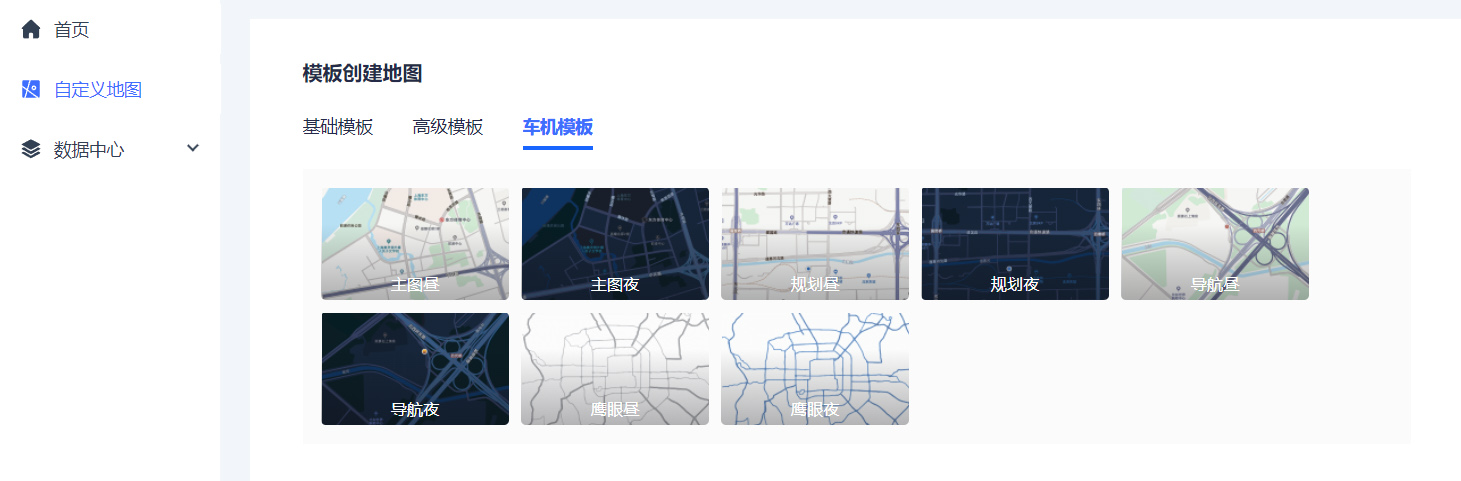 首页
自定义地图
数据中心
模板创建地图
基础模板 高级模板 车机模板
主图昼 主图夜 规划昼 规划夜 导航昼
导航夜 鹰眼昼 鹰眼夜